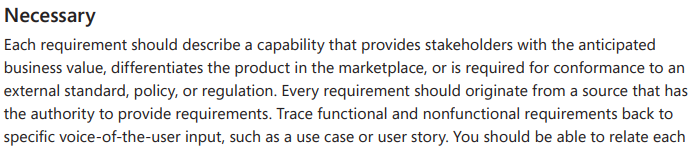 Necessary
Each requirement should describe a capability that provides stakeholders with the anticipated
business value, differentiates the product in the marketplace, or is required for conformance to an
external standard, policy, or regulation. Every requirement should originate from a source that has
the authority to provide requirements. Trace functional and nonfunctional requirements back to
specific voice-of-the-user input, such as a use case or user story. You should be able to relate each